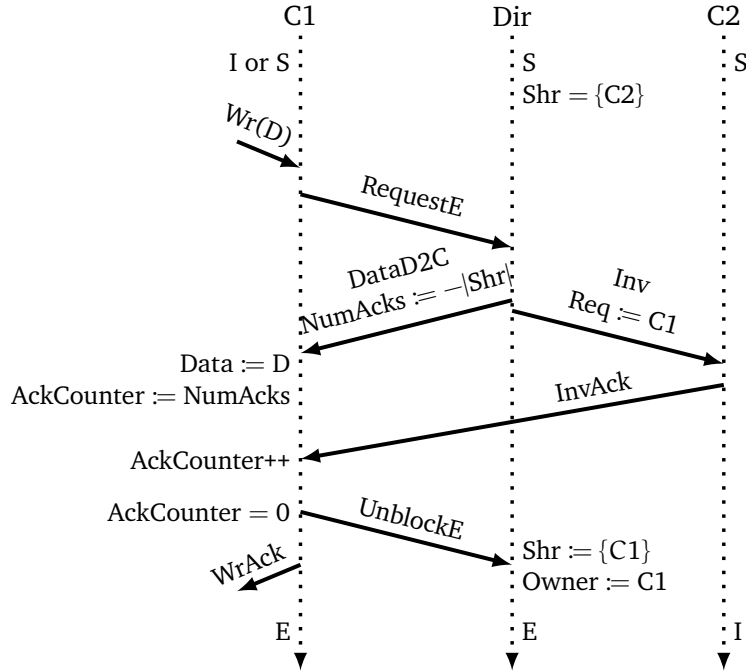 C1 Dir C2
I or S S S
Shr = {C2}
Wr(D)
RequestE
DataD2C
NumAcks := −|Shr|
Inv
Req := C1
Data := D
AckCounter := NumAcks
InvAck
AckCounter++
AckCounter = 0
UnblockE
WrAck
Shr := {C1}
Owner := C1
E E I